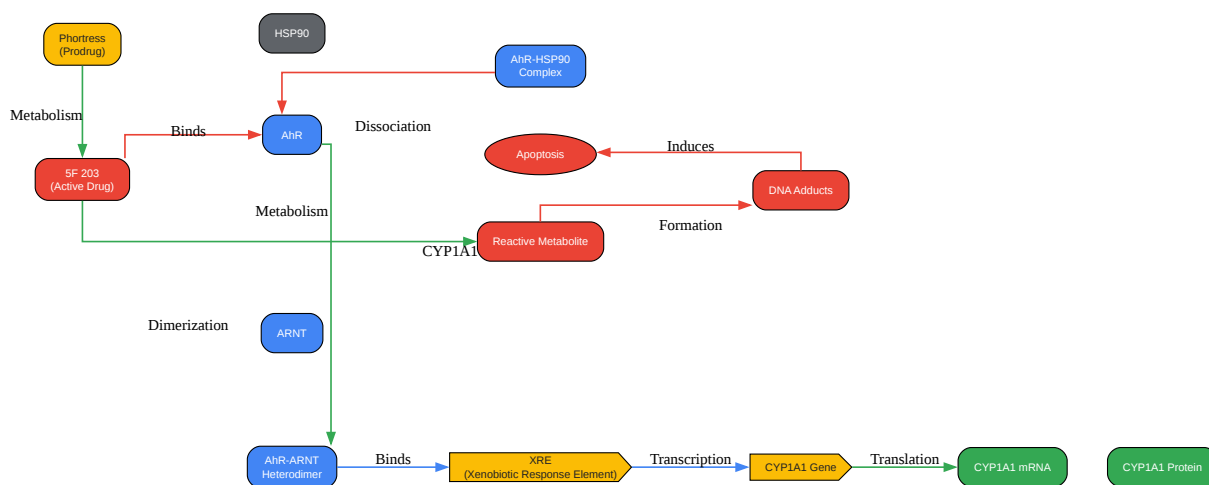 HSP90
Phortress
(Prodrug)
AhR-HSP90
Complex
Metabolism
Binds
AhR
Dissociation
Apoptosis
Induces
5F 203
(Active Drug)
DNA Adducts
Metabolism
Formation
CYP1A1
Reactive Metabolite
Dimerization
ARNT
AhR-ARNT
Heterodimer
Binds
XRE
(Xenobiotic Response Element)
Transcription
CYP1A1 Gene
Translation
CYP1A1 mRNA
CYP1A1 Protein